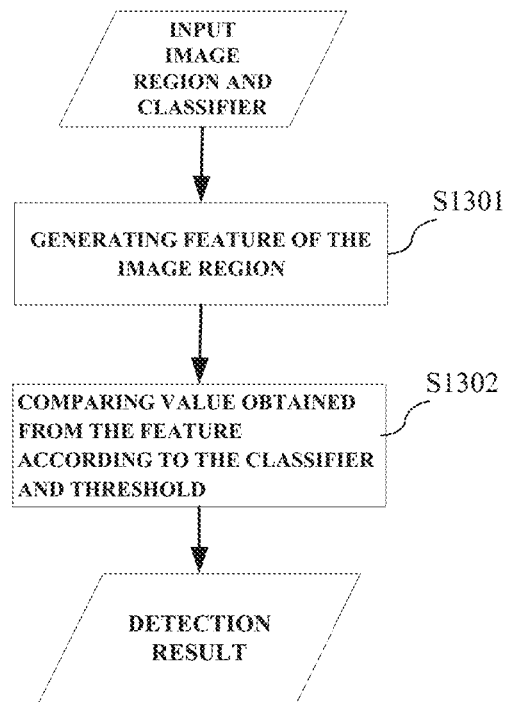 INPUT
IMAGE
REGION AND
CLASSIFIER
S1301
GENERATING FEATURE OF THE
IMAGE REGION
S1302
COMPARING VALUE OBTAINED
FROM THE FEATURE
ACCORDING TO THE CLASSIFIER
AND THRESHOLD
DETECTION
RESULT